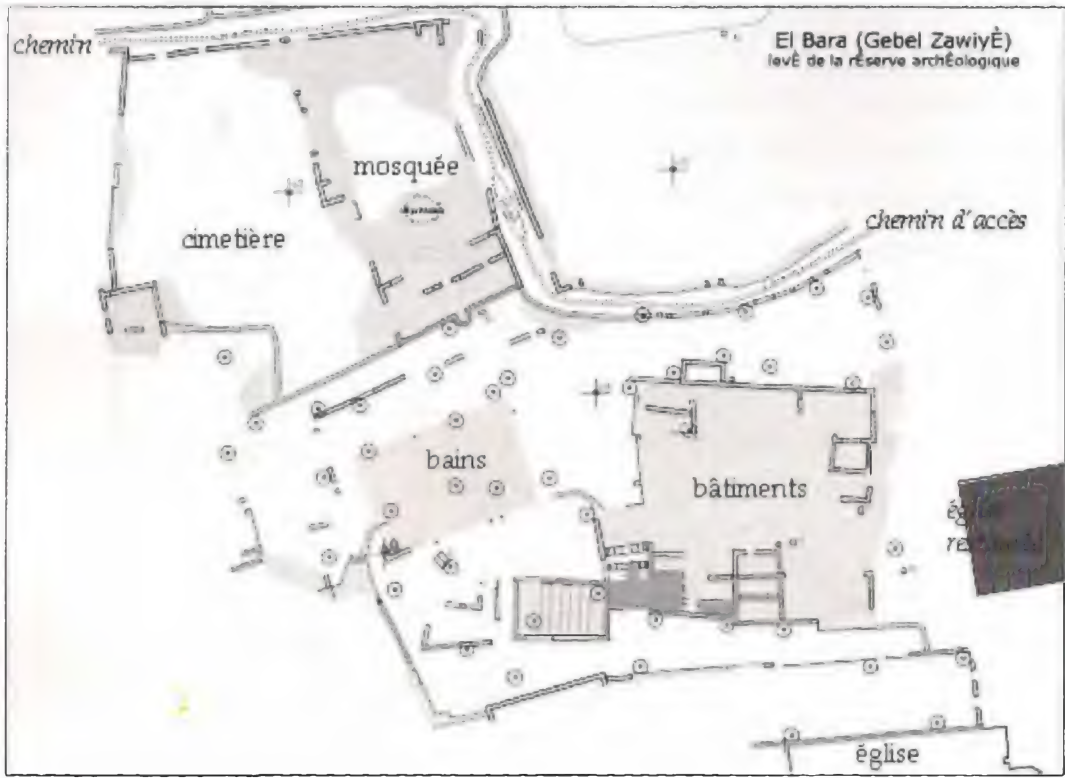 El Bara (Gebel ZawiyÈ)
levÈ de la rÈserve archÈologique
chemin
mosquée
cimetière
chemin d'accès
bains
bâtiments
église